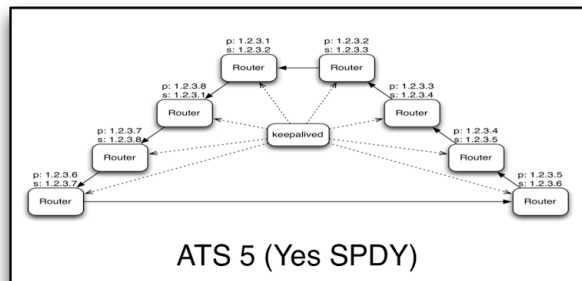 p: 1.2.3.1
s: 1.2.3.2
Router
p: 1.2.3.2
s: 1.2.3.3
Router
p: 1.2.3.8
s: 1.2.3.1
Router
p: 1.2.3.3
s: 1.2.3.4
Router
keepalived
p: 1.2.3.7
s: 1.2.3.8
Router
p: 1.2.3.4
s: 1.2.3.5
Router
p: 1.2.3.6
s: 1.2.3.7
Router
p: 1.2.3.5
s: 1.2.3.6
Router
ATS 5 (Yes SPDY)